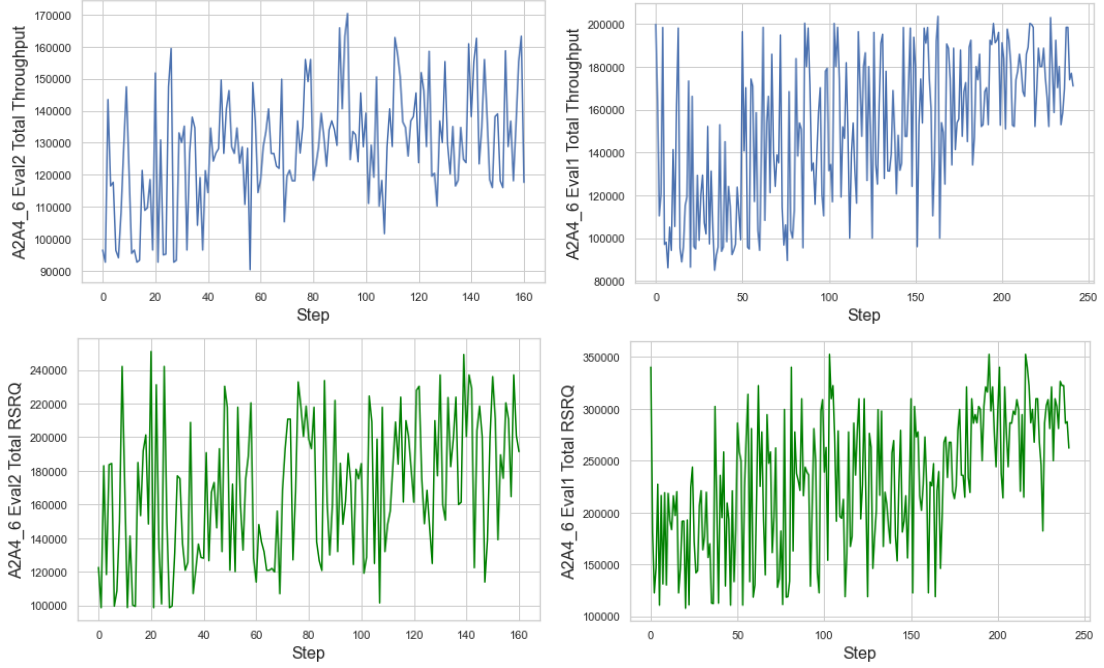 170000
160000
150000
140000
130000
120000
110000
100000
90000
A2A4_6 Eval2 Total Throughput
0 20 40 60 80 100 120 140 160
Step
200000
180000
160000
140000
120000
100000
80000
A2A4_6 Eval1 Total Throughput
0 50 100 150 200 250
Step
240000
220000
200000
180000
160000
140000
120000
100000
A2A4_6 Eval2 Total RSRQ
0 20 40 60 80 100 120 140 160
Step
350000
300000
250000
200000
150000
100000
A2A4_6 Eval1 Total RSRQ
0 50 100 150 200 250
Step